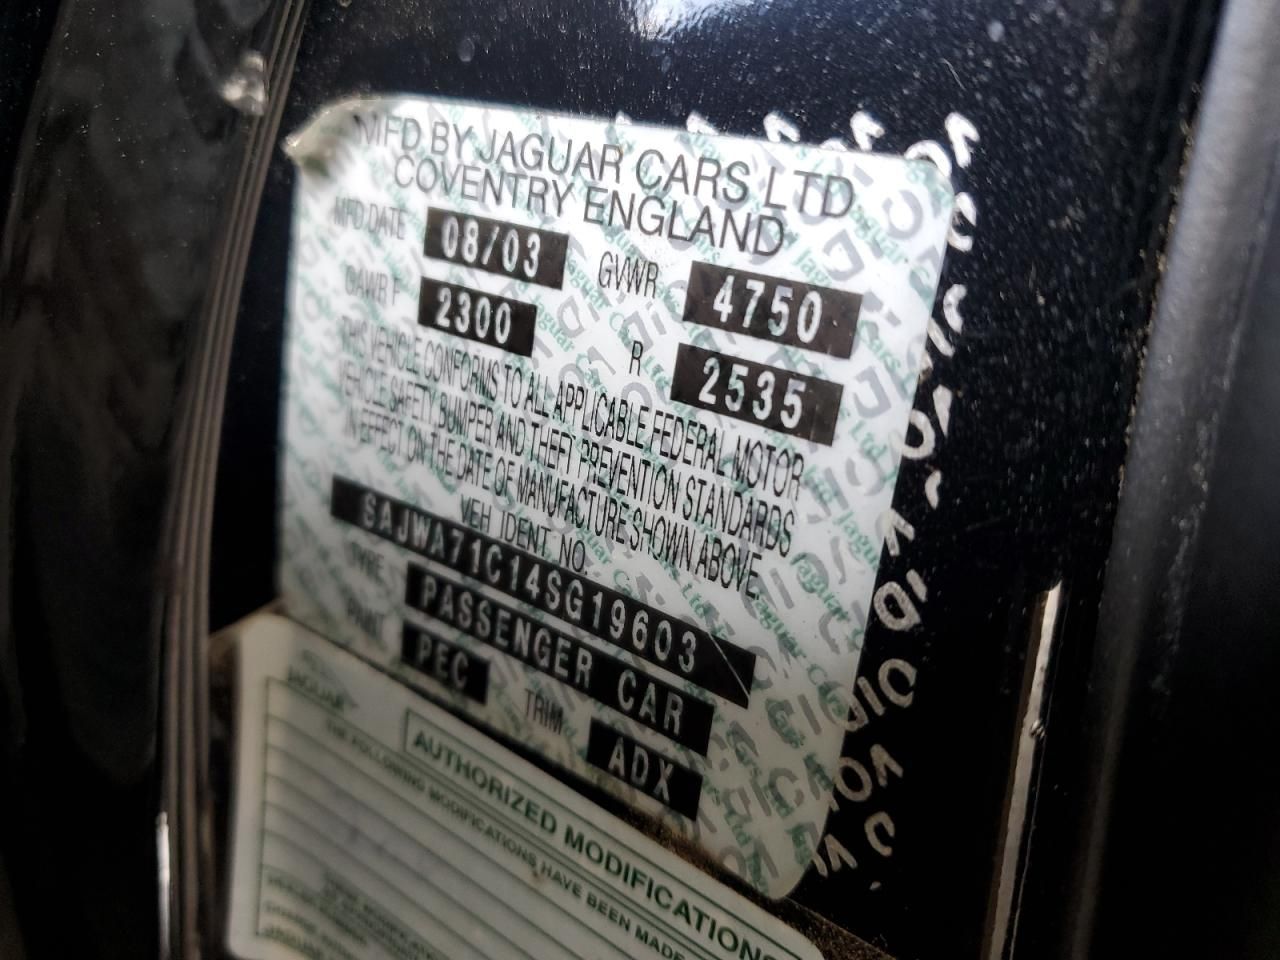 MFD BY JAGUAR CARS LTD
COVENTRY ENGLAND
MFD DATE 08/03 GVWR 4750
GAWR F 2300 R 2535
THIS VEHICLE CONFORMS TO ALL APPLICABLE FEDERAL MOTOR
VEHICLE SAFETY BUMPER AND THEFT PREVENTION STANDARDS
IN EFFECT ON THE DATE OF MANUFACTURE SHOWN ABOVE.
VEH IDENT. NO.
SAJWA71C14SG19603
TYPE PASSENGER CAR
PAINT PEC TRIM ADX
JAGUAR
AUTHORIZED MODIFICATIONS
THE FOLLOWING MODIFICATIONS HAVE BEEN MADE